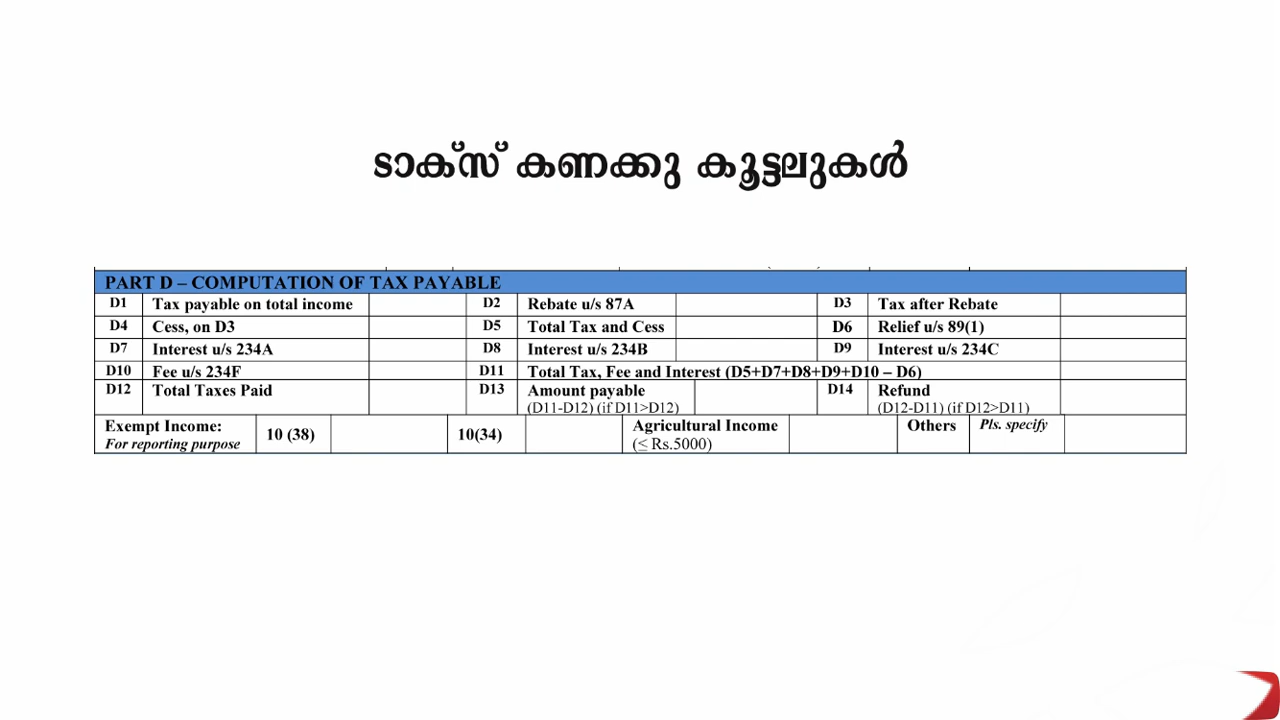 ടാക്സ് കണക്കു കൂട്ടലുകൾ
PART D – COMPUTATION OF TAX PAYABLE
D1 Tax payable on total income D2 Rebate u/s 87A D3 Tax after Rebate
D4 Cess, on D3 D5 Total Tax and Cess D6 Relief u/s 89(1)
D7 Interest u/s 234A D8 Interest u/s 234B D9 Interest u/s 234C
D10 Fee u/s 234F D11 Total Tax, Fee and Interest (D5+D7+D8+D9+D10 – D6)
D12 Total Taxes Paid D13 Amount payable D14 Refund
(D11-D12) (if D11>D12) (D12-D11) (if D12>D11)
Exempt Income: 10 (38) 10(34) Agricultural Income Others Pls. specify
For reporting purpose (≤ Rs.5000)